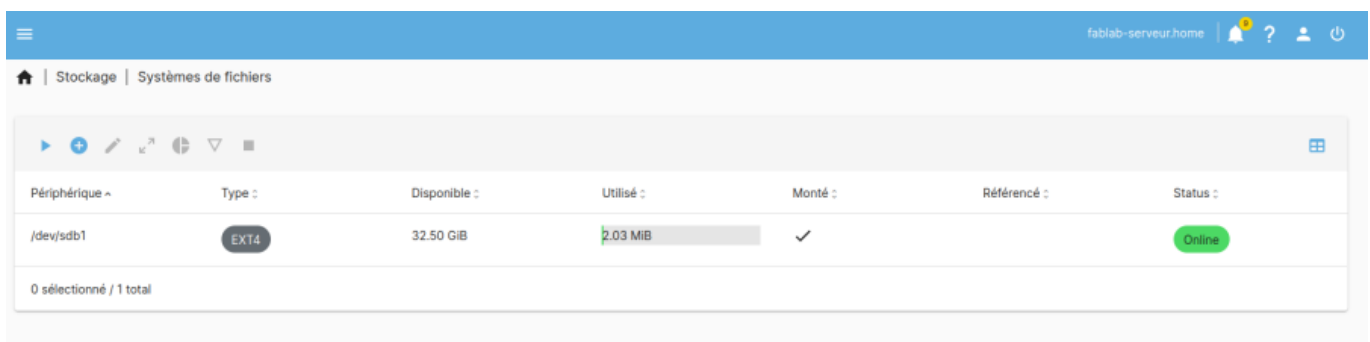 fablab-serveur.home
Stockage | Systèmes de fichiers
Périphérique Type Disponible Utilisé Monté Référencé Status
/dev/sdb1 EXT4 32.50 GiB 2.03 MiB Online
0 sélectionné / 1 total